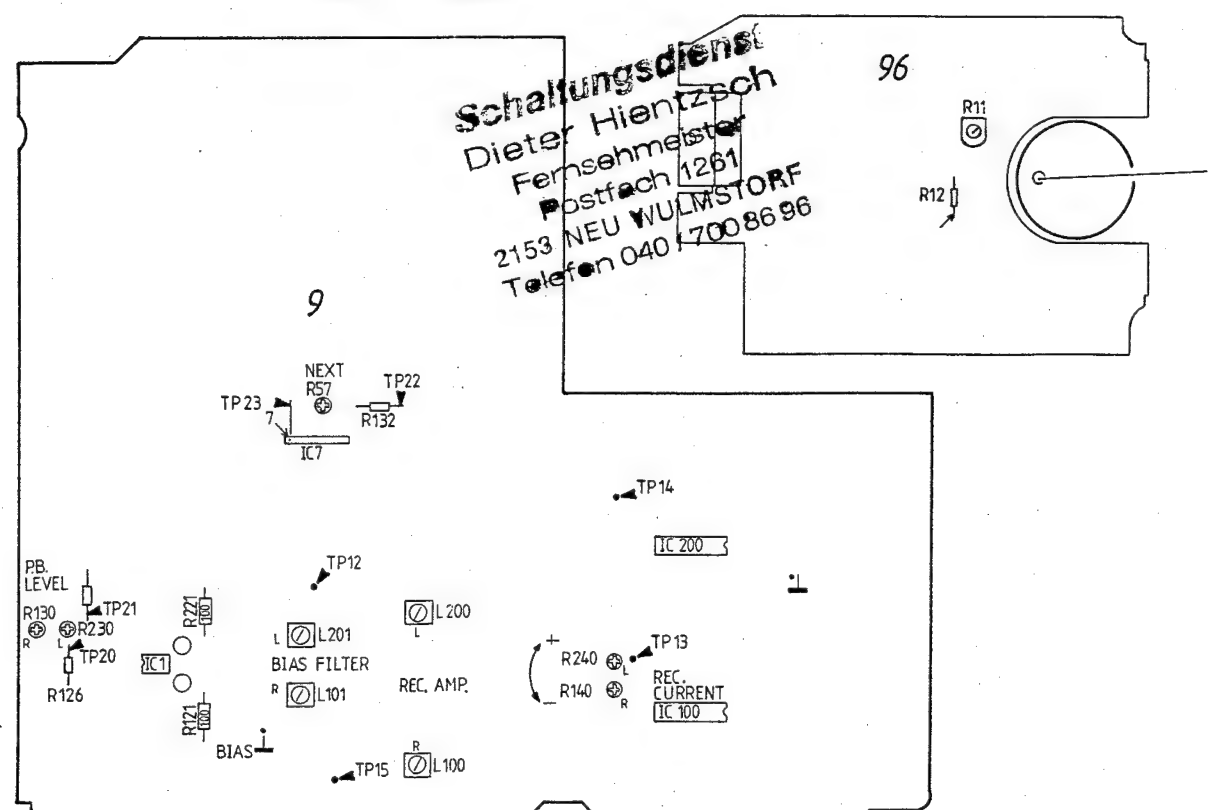 Schaltungsdienst
Dieter Hientzsch
Fernsehmeister
Postfach 1261
2153 NEU WULMSTORF
Telefon 040 / 700 86 96
96
R11
R12
9
NEXT
R57
TP23
TP22
7
R132
IC7
TP14
IC 200
TP12
P.B.
LEVEL
R130
R
TP21
R230
L
TP20
R126
IC1
R221
100
R121
100
L
L201
BIAS FILTER
R
L101
L200
L
REC. AMP.
R
L100
BIAS
TP15
+
R240
L
TP13
R140
R
−
REC.
CURRENT
IC 100